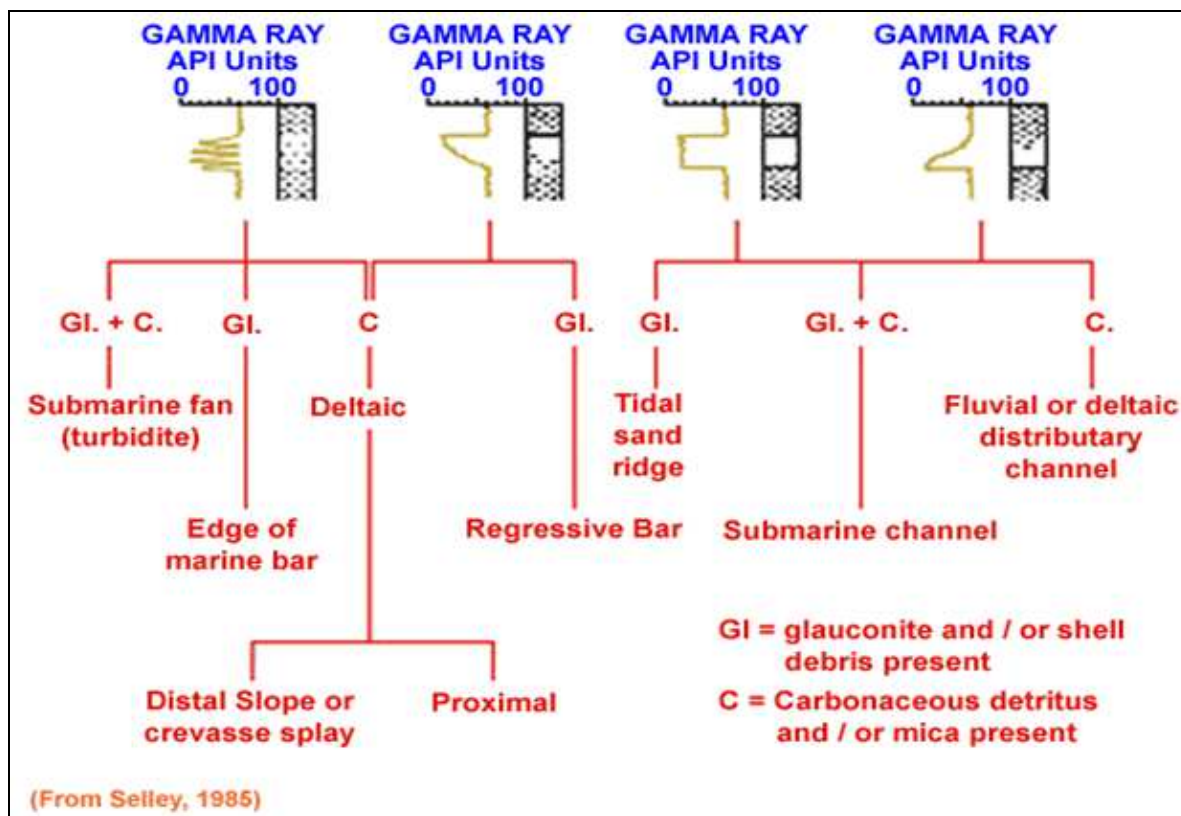 GAMMA RAY
API Units
0 100
GAMMA RAY
API Units
0 100
GAMMA RAY
API Units
0 100
GAMMA RAY
API Units
0 100
Gl. + C.
Gl.
C
Gl.
Gl.
Gl. + C.
C.
Submarine fan
(turbidite)
Deltaic
Tidal
sand
ridge
Fluvial or deltaic
distributary
channel
Edge of
marine bar
Regressive Bar
Submarine channel
Distal Slope or
crevasse splay
Proximal
Gl = glauconite and / or shell
debris present
C = Carbonaceous detritus
and / or mica present
(From Selley, 1985)